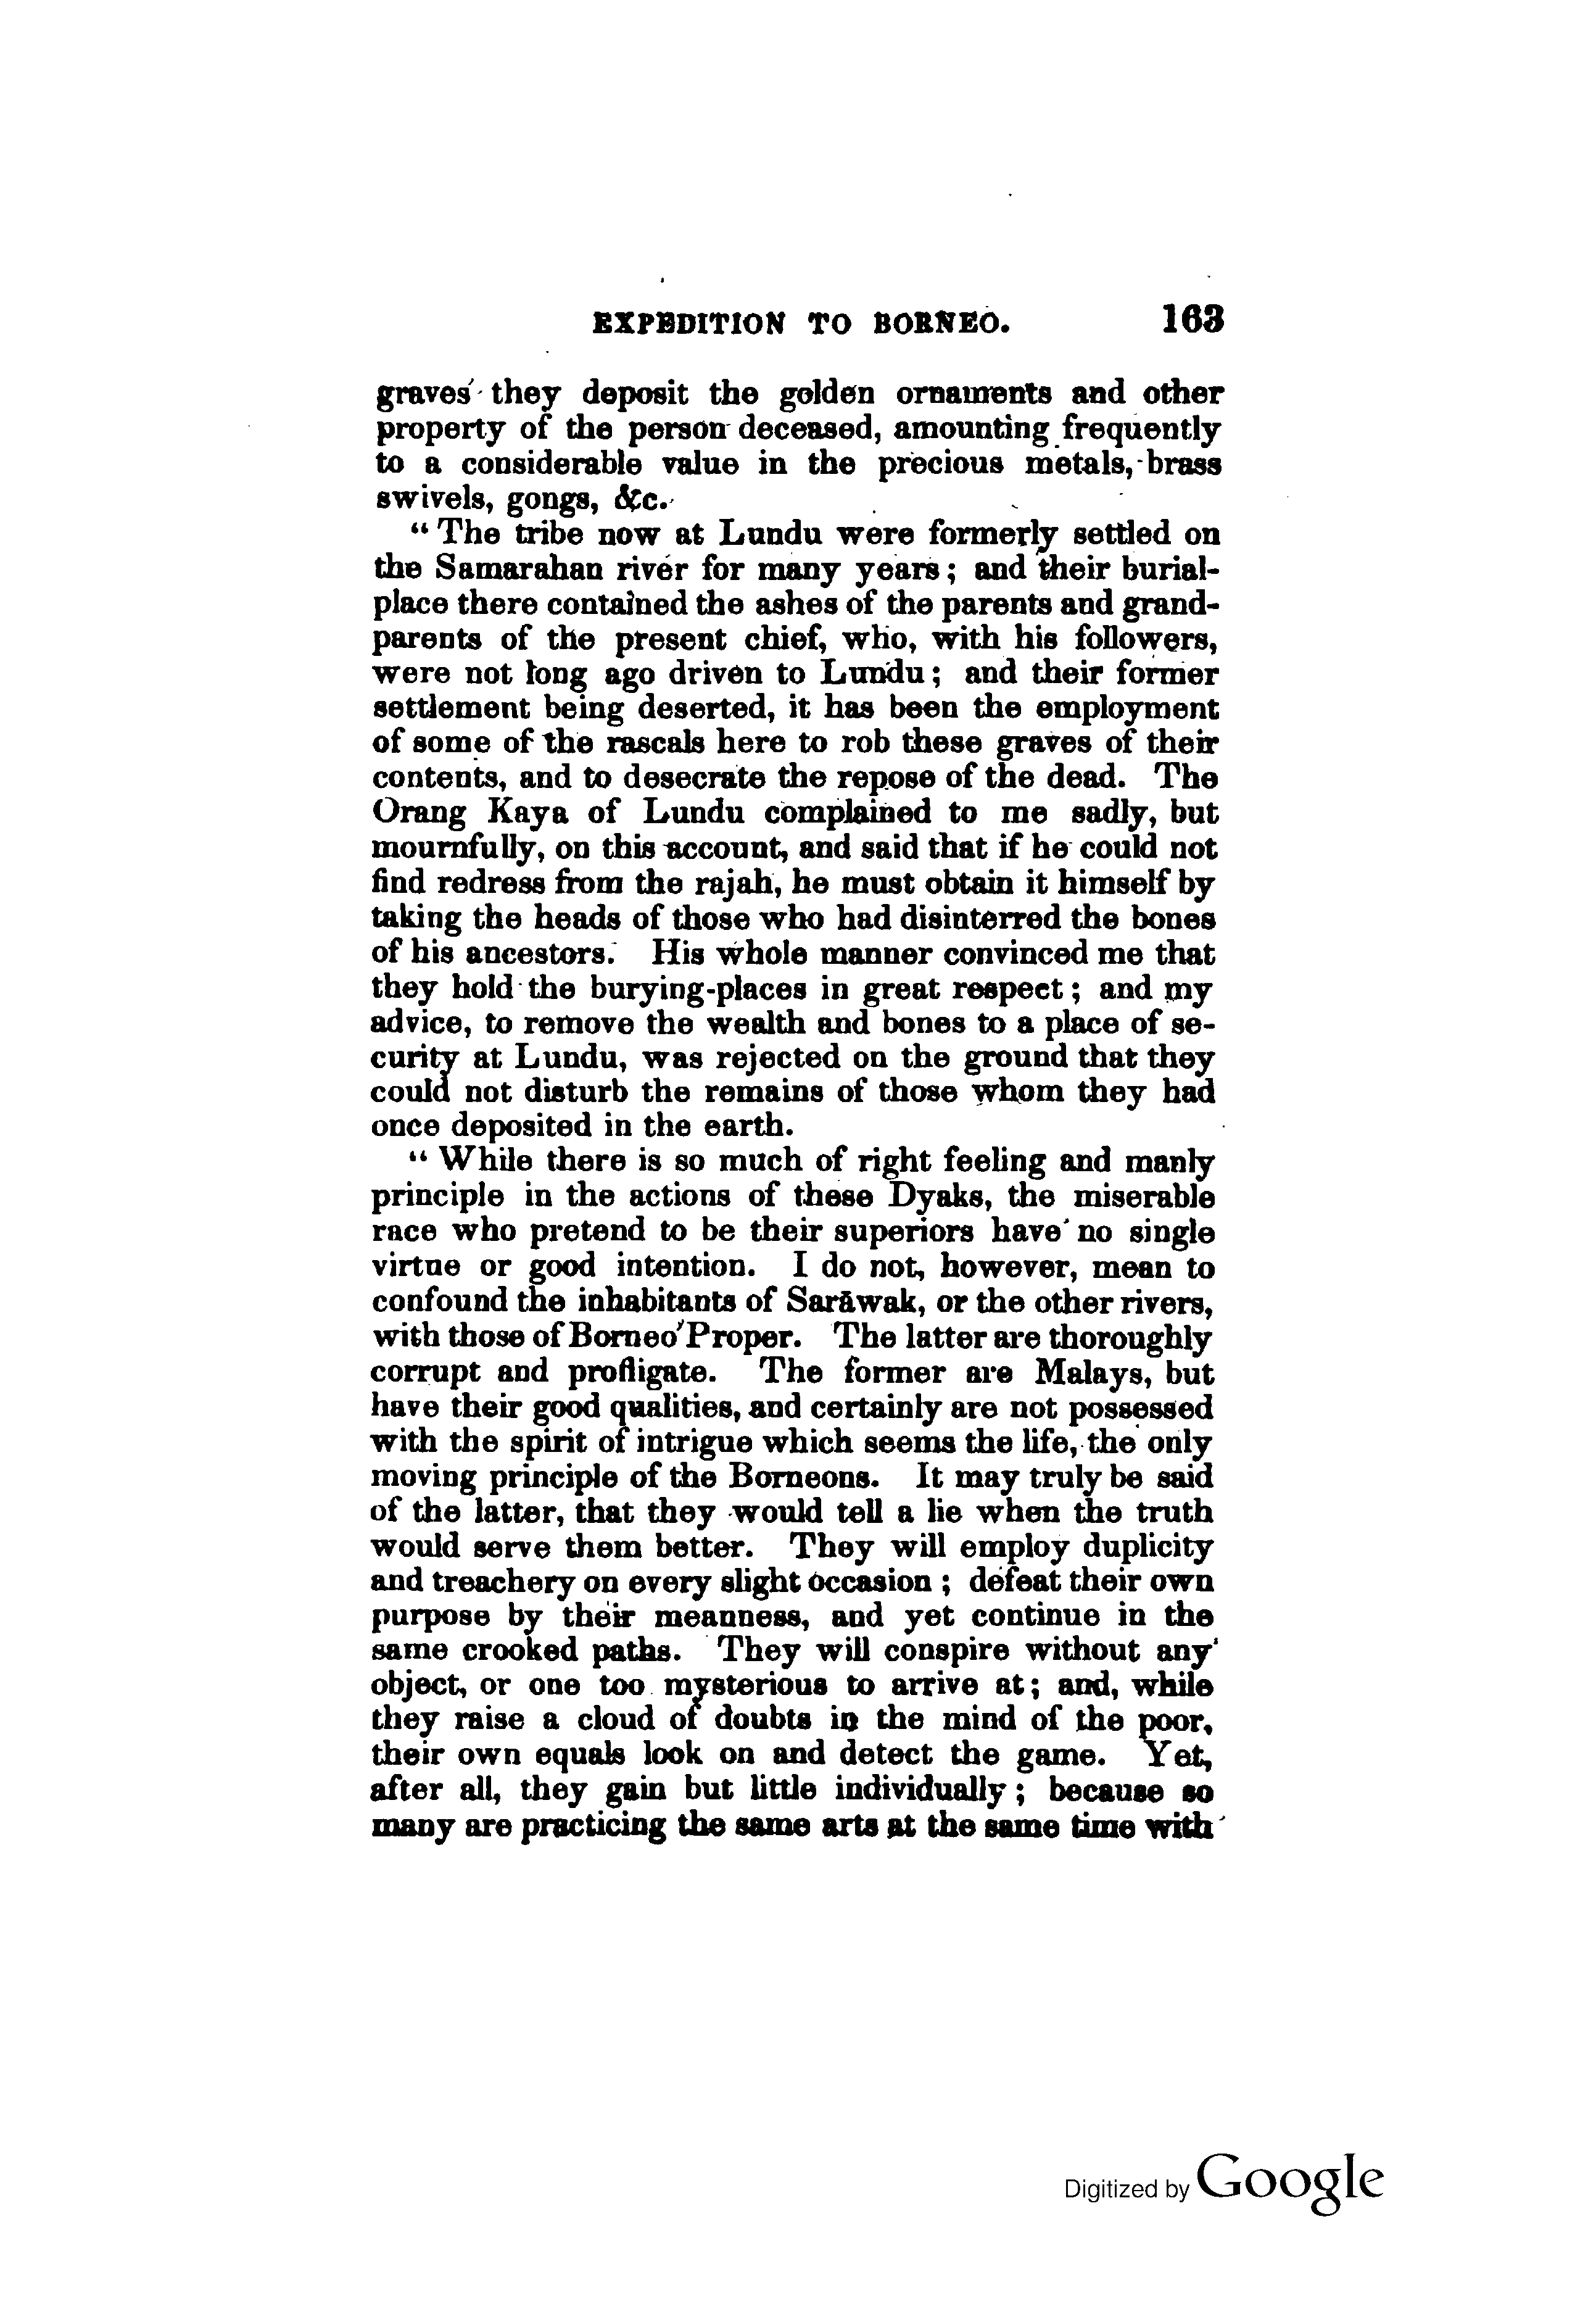 EXPEDITION TO BORNEO. 163
graves they deposit the golden ornaments and other
property of the person deceased, amounting frequently
to a considerable value in the precious metals, brass
swivels, gongs, &c.
“ The tribe now at Lundu were formerly settled on
the Samarahan river for many years; and their burial-
place there contained the ashes of the parents and grand-
parents of the present chief, who, with his followers,
were not long ago driven to Lundu; and their former
settlement being deserted, it has been the employment
of some of the rascals here to rob these graves of their
contents, and to desecrate the repose of the dead. The
Orang Kaya of Lundu complained to me sadly, but
mournfully, on this account, and said that if he could not
find redress from the rajah, he must obtain it himself by
taking the heads of those who had disinterred the bones
of his ancestors. His whole manner convinced me that
they hold the burying-places in great respect; and my
advice, to remove the wealth and bones to a place of se-
curity at Lundu, was rejected on the ground that they
could not disturb the remains of those whom they had
once deposited in the earth.
“ While there is so much of right feeling and manly
principle in the actions of these Dyaks, the miserable
race who pretend to be their superiors have no single
virtue or good intention. I do not, however, mean to
confound the inhabitants of Sarāwak, or the other rivers,
with those of Borneo Proper. The latter are thoroughly
corrupt and profligate. The former are Malays, but
have their good qualities, and certainly are not possessed
with the spirit of intrigue which seems the life, the only
moving principle of the Borneons. It may truly be said
of the latter, that they would tell a lie when the truth
would serve them better. They will employ duplicity
and treachery on every slight occasion; defeat their own
purpose by their meanness, and yet continue in the
same crooked paths. They will conspire without any
object, or one too mysterious to arrive at; and, while
they raise a cloud of doubts in the mind of the poor,
their own equals look on and detect the game. Yet,
after all, they gain but little individually; because so
many are practicing the same arts at the same time with
Digitized by Google